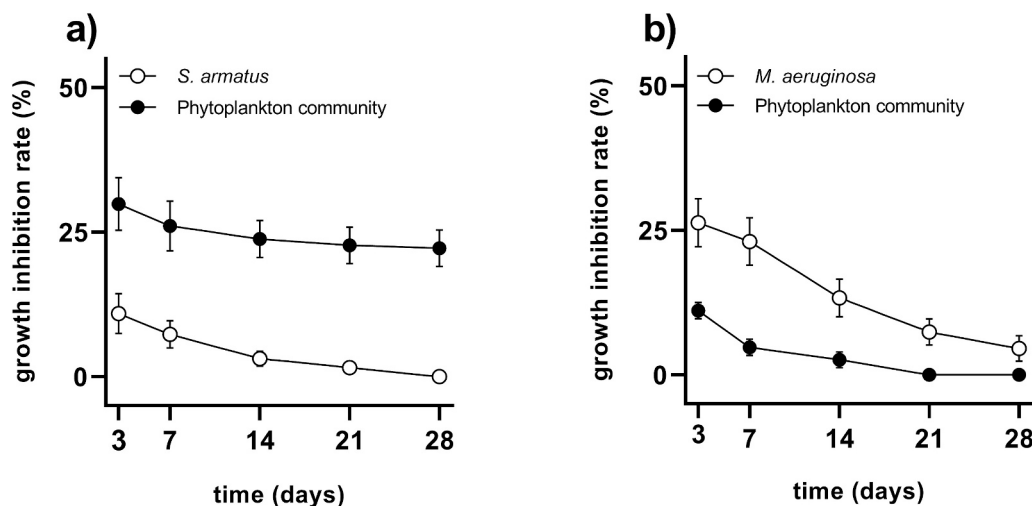 a)
S. armatus
Phytoplankton community
50
25
0
growth inhibition rate (%)
3 7 14 21 28
time (days)
b)
M. aeruginosa
Phytoplankton community
50
25
0
growth inhibition rate (%)
3 7 14 21 28
time (days)